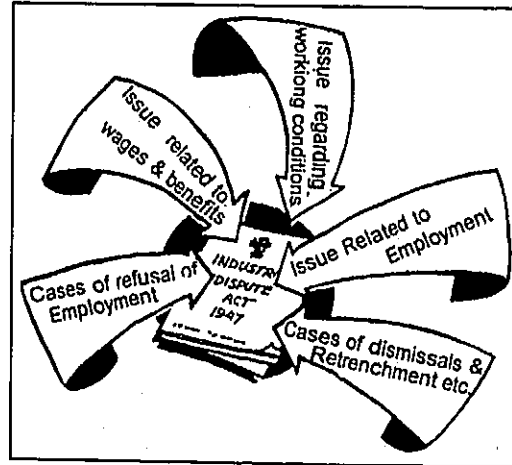 Issue regarding.
workiong conditions
Issue related to.
wages & benefits
Issue Related to
Employment
Cases of refusal of
Employment
INDUSTRY
DISPUTE
ACT
1947
Cases of dismissals &
Retrenchment etc.